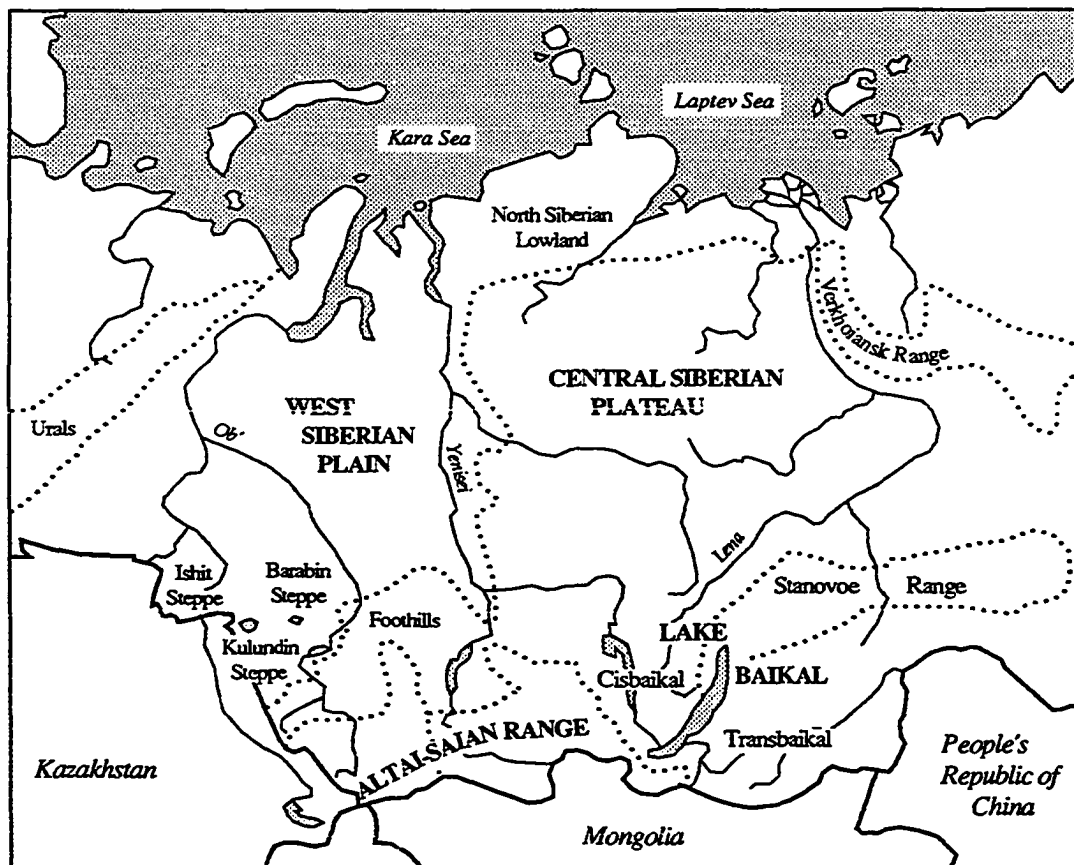 Laptev Sea
Kara Sea
North Siberian
Lowland
Verkhoiansk Range
CENTRAL SIBERIAN
PLATEAU
WEST
SIBERIAN
PLAIN
Urals
Ob'
Yenisei
Lena
Ishit
Steppe
Barabin
Steppe
Stanovoe Range
Foothills
Kulundin
Steppe
LAKE
BAIKAL
Cisbaikal
Transbaikal
ALTAI-SAIAN RANGE
Kazakhstan
People's
Republic of
China
Mongolia